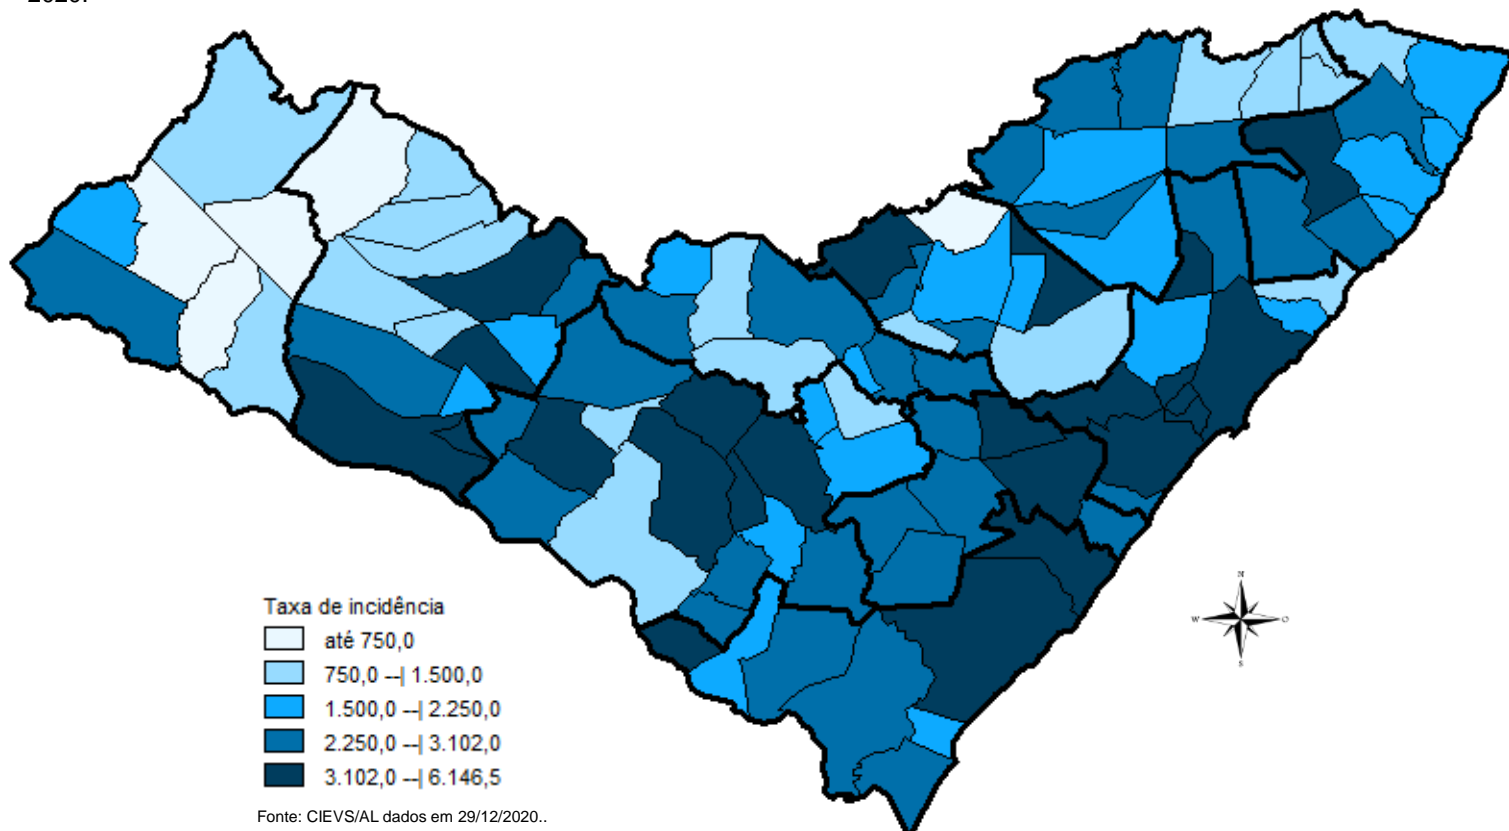 2020.
Taxa de incidência
até 750,0
750,0 --| 1.500,0
1.500,0 --| 2.250,0
2.250,0 --| 3.102,0
3.102,0 --| 6.146,5
Fonte: CIEVS/AL dados em 29/12/2020..
N
W
O
S